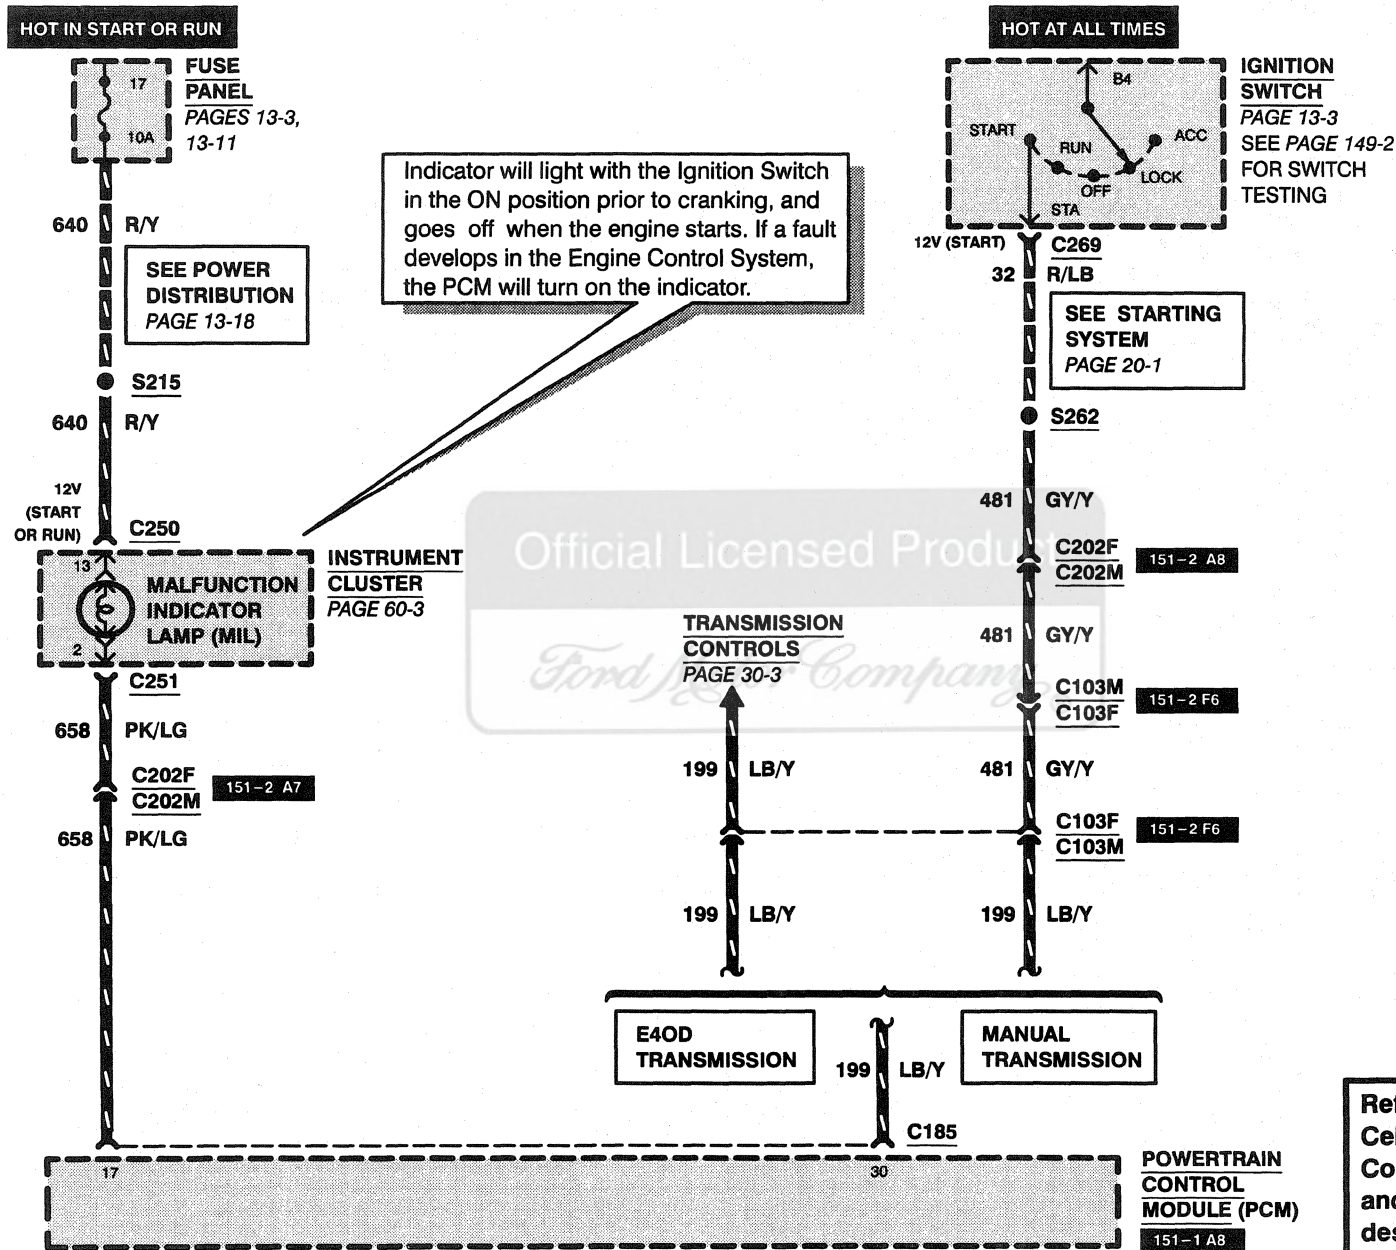 HOT IN START OR RUN
17
10A
FUSE
PANEL
PAGES 13-3,
13-11
640 R/Y
SEE POWER
DISTRIBUTION
PAGE 13-18
S215
640 R/Y
12V
(START
OR RUN)
C250
13
MALFUNCTION
INDICATOR
LAMP (MIL)
2
INSTRUMENT
CLUSTER
PAGE 60-3
C251
658 PK/LG
C202F
C202M
151-2 A7
658 PK/LG
Indicator will light with the Ignition Switch
in the ON position prior to cranking, and
goes off when the engine starts. If a fault
develops in the Engine Control System,
the PCM will turn on the indicator.
HOT AT ALL TIMES
B4
START
RUN
OFF
LOCK
ACC
STA
IGNITION
SWITCH
PAGE 13-3
SEE PAGE 149-2
FOR SWITCH
TESTING
12V (START)
C269
32 R/LB
SEE STARTING
SYSTEM
PAGE 20-1
S262
481 GY/Y
Official Licensed Product
Ford Motor Company
C202F
C202M
151-2 A8
481 GY/Y
C103M
C103F
151-2 F6
481 GY/Y
TRANSMISSION
CONTROLS
PAGE 30-3
199 LB/Y
C103F
C103M
151-2 F6
199 LB/Y
199 LB/Y
E4OD
TRANSMISSION
MANUAL
TRANSMISSION
199 LB/Y
C185
17
30
POWERTRAIN
CONTROL
MODULE (PCM)
151-1 A8